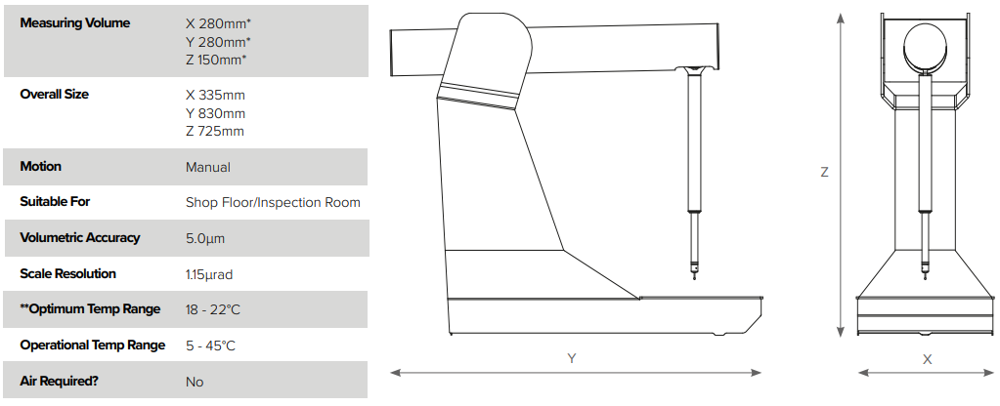 Measuring Volume X 280mm*
Y 280mm*
Z 150mm*
Overall Size X 335mm
Y 830mm
Z 725mm
Motion Manual
Suitable For Shop Floor/Inspection Room
Volumetric Accuracy 5.0µm
Scale Resolution 1.15µrad
**Optimum Temp Range 18 - 22°C
Operational Temp Range 5 - 45°C
Air Required? No
Z
Y
X